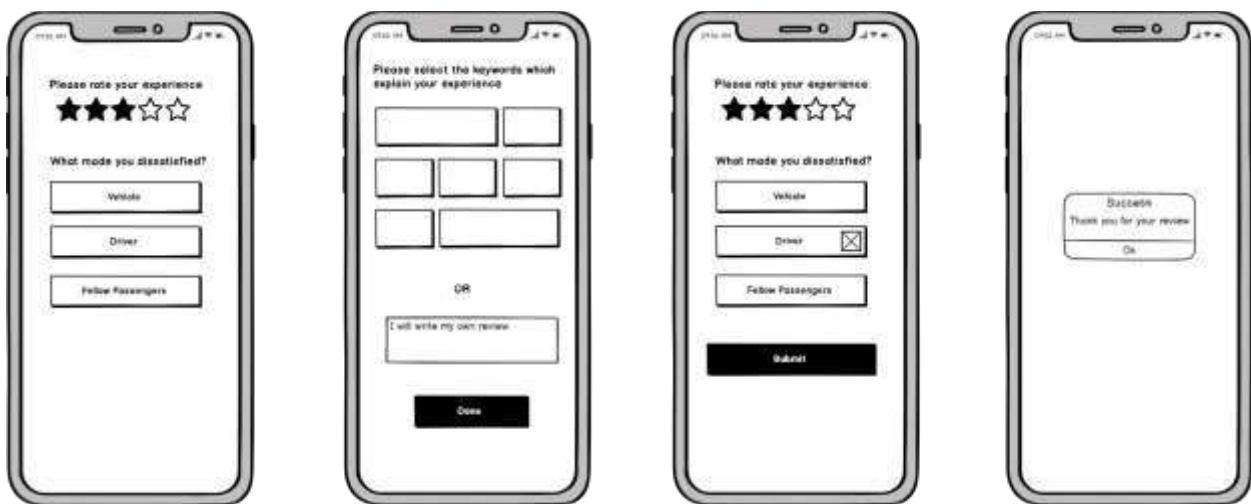 Please rate your experience
What made you dissatisfied?
Vehicle
Driver
Fellow Passengers
Please select the keywords which
explain your experience
OR
I will write my own review
Done
Please rate your experience
What made you dissatisfied?
Vehicle
Driver
Fellow Passengers
Submit
Thank you for your review
Ok